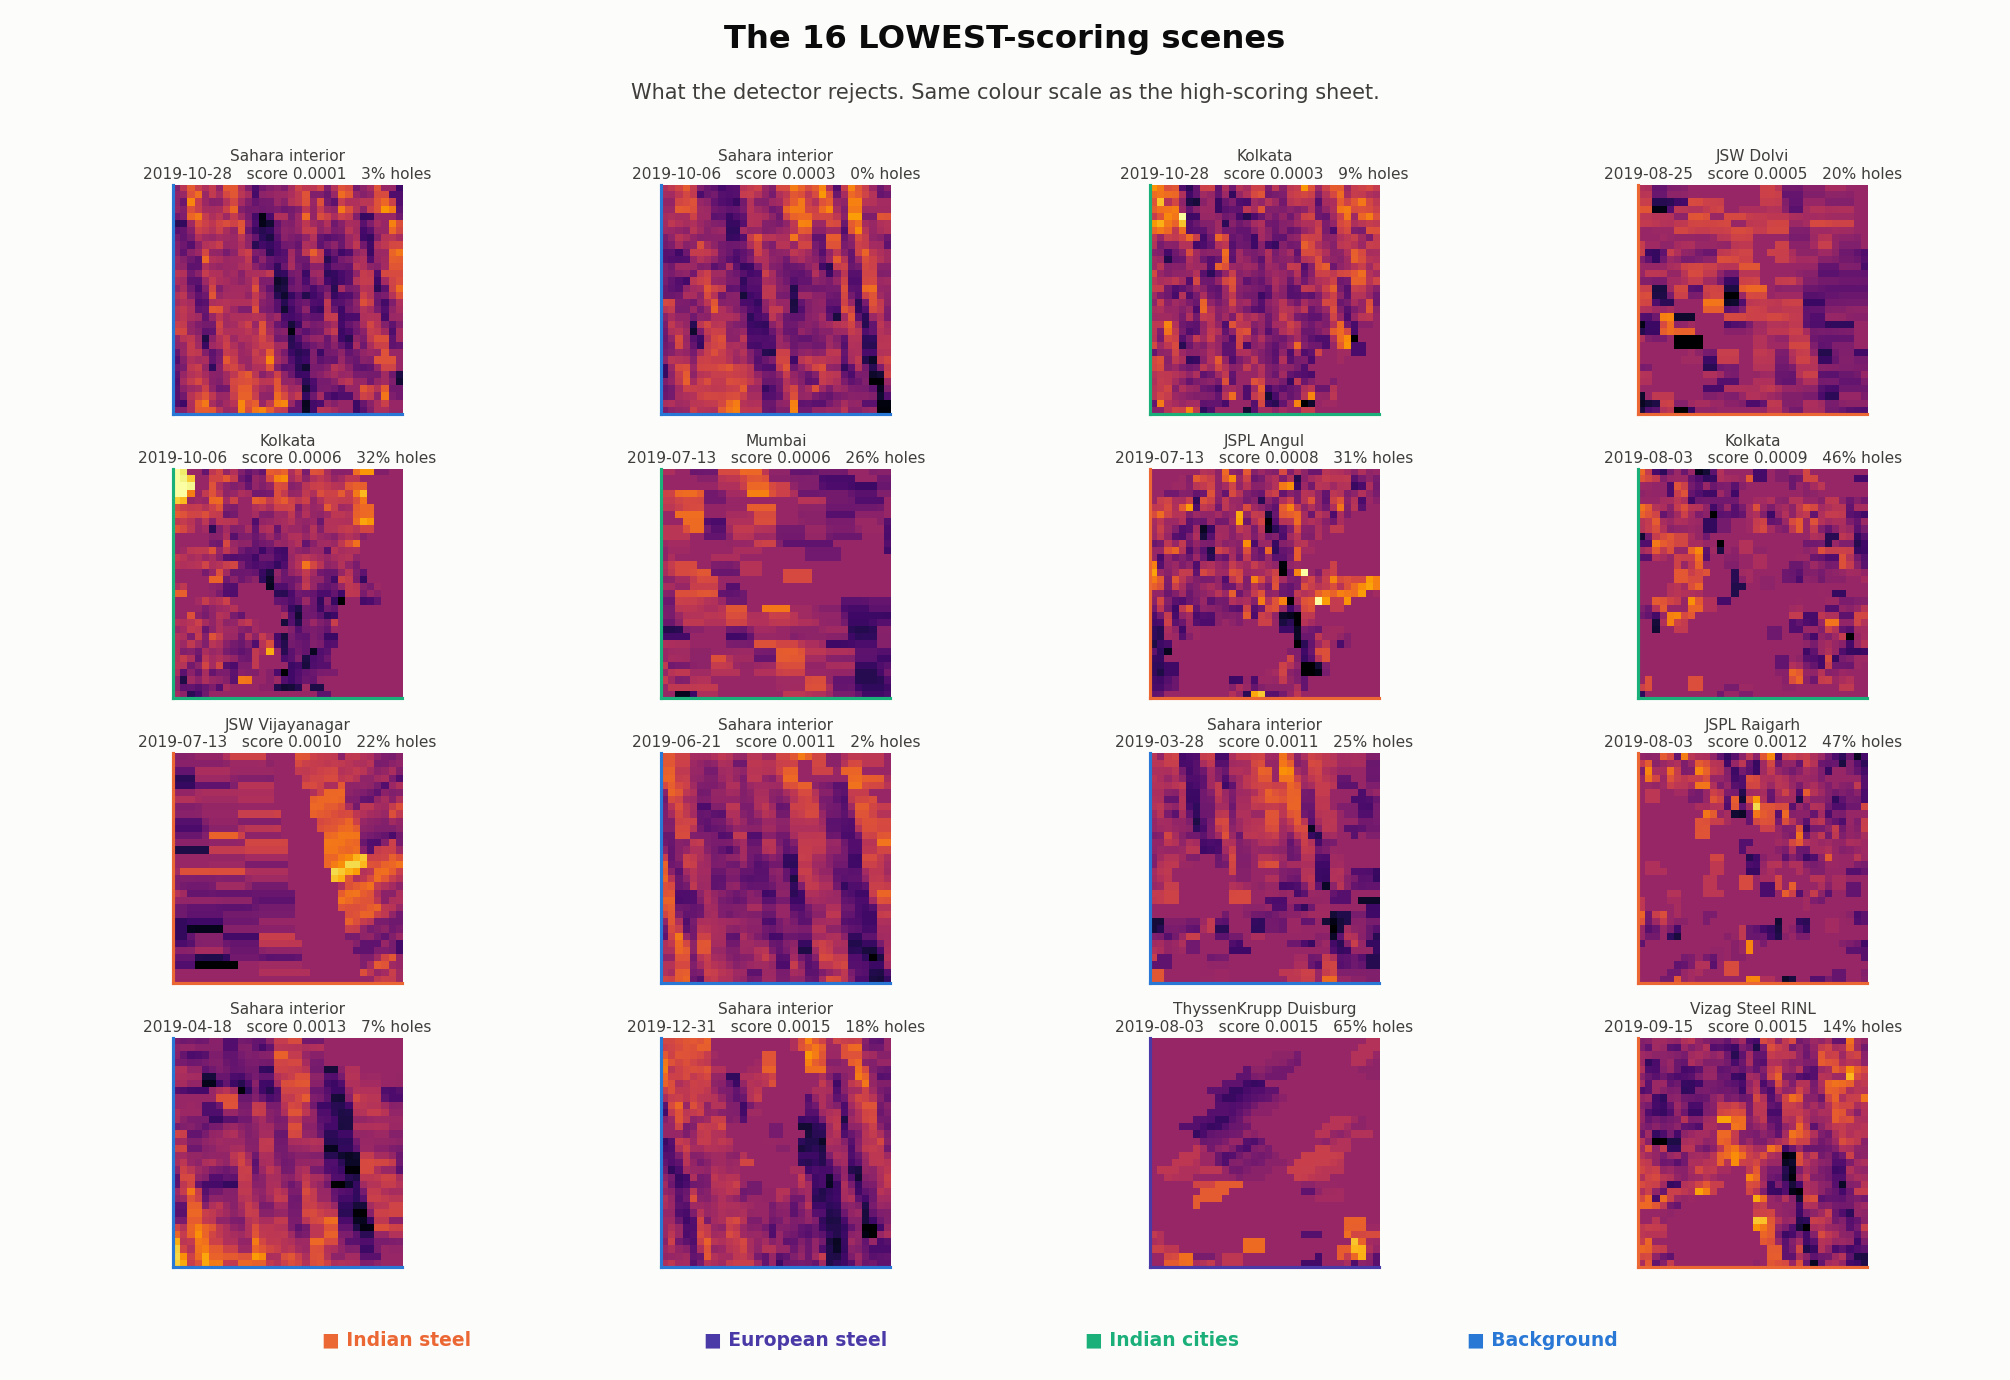 The 16 LOWEST-scoring scenes
What the detector rejects. Same colour scale as the high-scoring sheet.
Sahara interior
2019-10-28   score 0.0001   3% holes
Sahara interior
2019-10-06   score 0.0003   0% holes
Kolkata
2019-10-28   score 0.0003   9% holes
JSW Dolvi
2019-08-25   score 0.0005   20% holes
Kolkata
2019-10-06   score 0.0006   32% holes
Mumbai
2019-07-13   score 0.0006   26% holes
JSPL Angul
2019-07-13   score 0.0008   31% holes
Kolkata
2019-08-03   score 0.0009   46% holes
JSW Vijayanagar
2019-07-13   score 0.0010   22% holes
Sahara interior
2019-06-21   score 0.0011   2% holes
Sahara interior
2019-03-28   score 0.0011   25% holes
JSPL Raigarh
2019-08-03   score 0.0012   47% holes
Sahara interior
2019-04-18   score 0.0013   7% holes
Sahara interior
2019-12-31   score 0.0015   18% holes
ThyssenKrupp Duisburg
2019-08-03   score 0.0015   65% holes
Vizag Steel RINL
2019-09-15   score 0.0015   14% holes
Indian steel
European steel
Indian cities
Background